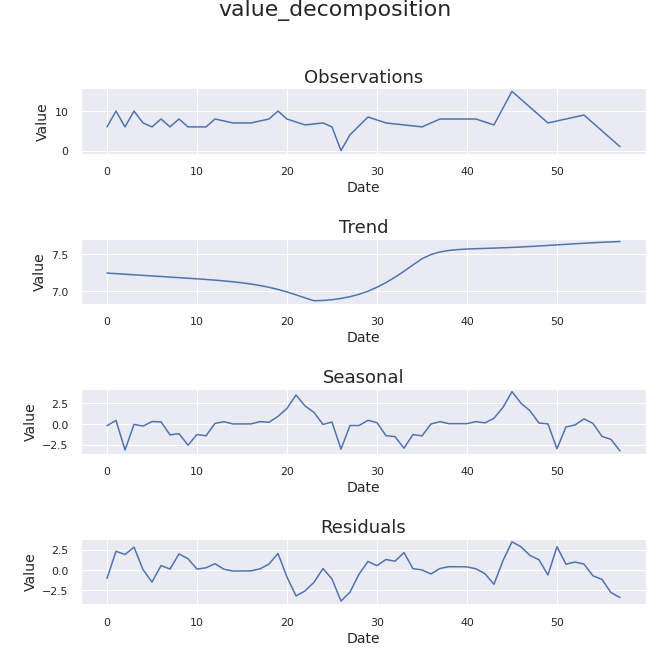 value_decomposition
Observations
Value
10
0
0 10 20 30 40 50
Date
Trend
Value
7.5
7.0
0 10 20 30 40 50
Date
Seasonal
Value
2.5
0.0
−2.5
0 10 20 30 40 50
Date
Residuals
Value
2.5
0.0
−2.5
0 10 20 30 40 50
Date